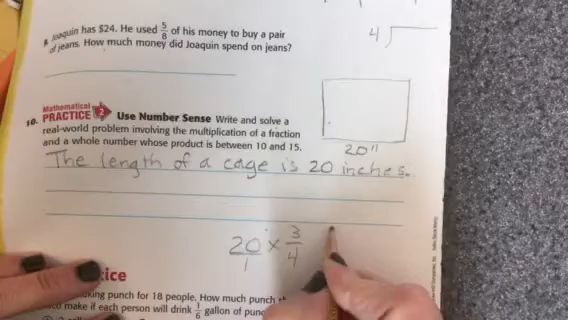 8. Joaquin has $24. He used 5/8 of his money to buy a pair
of jeans. How much money did Joaquin spend on jeans?
4
Mathematical
PRACTICE 2 Use Number Sense Write and solve a
10. real-world problem involving the multiplication of a fraction
and a whole number whose product is between 10 and 15.
20"
The length of a cage is 20 inches.
20/1 × 3/4
ice
king punch for 18 people. How much punch
make if each person will drink 1/6 gallon of punc